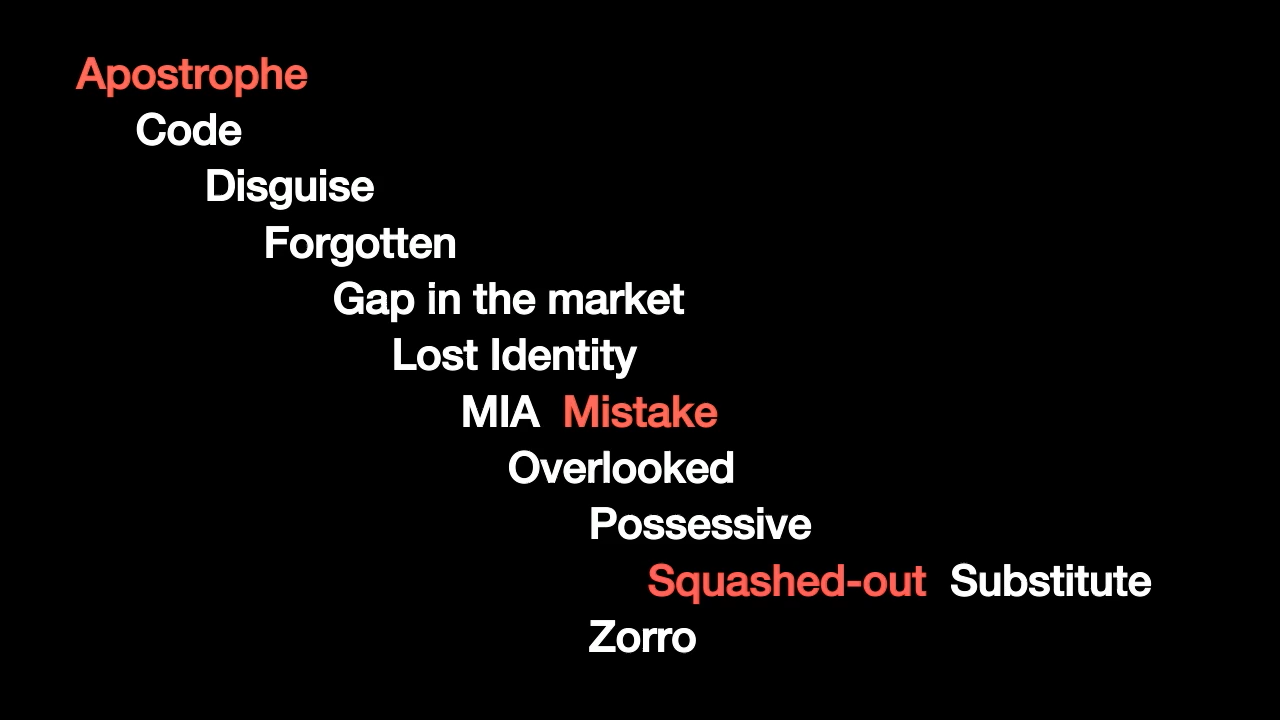 Apostrophe
Code
Disguise
Forgotten
Gap in the market
Lost Identity
MIA Mistake
Overlooked
Possessive
Squashed-out Substitute
Zorro